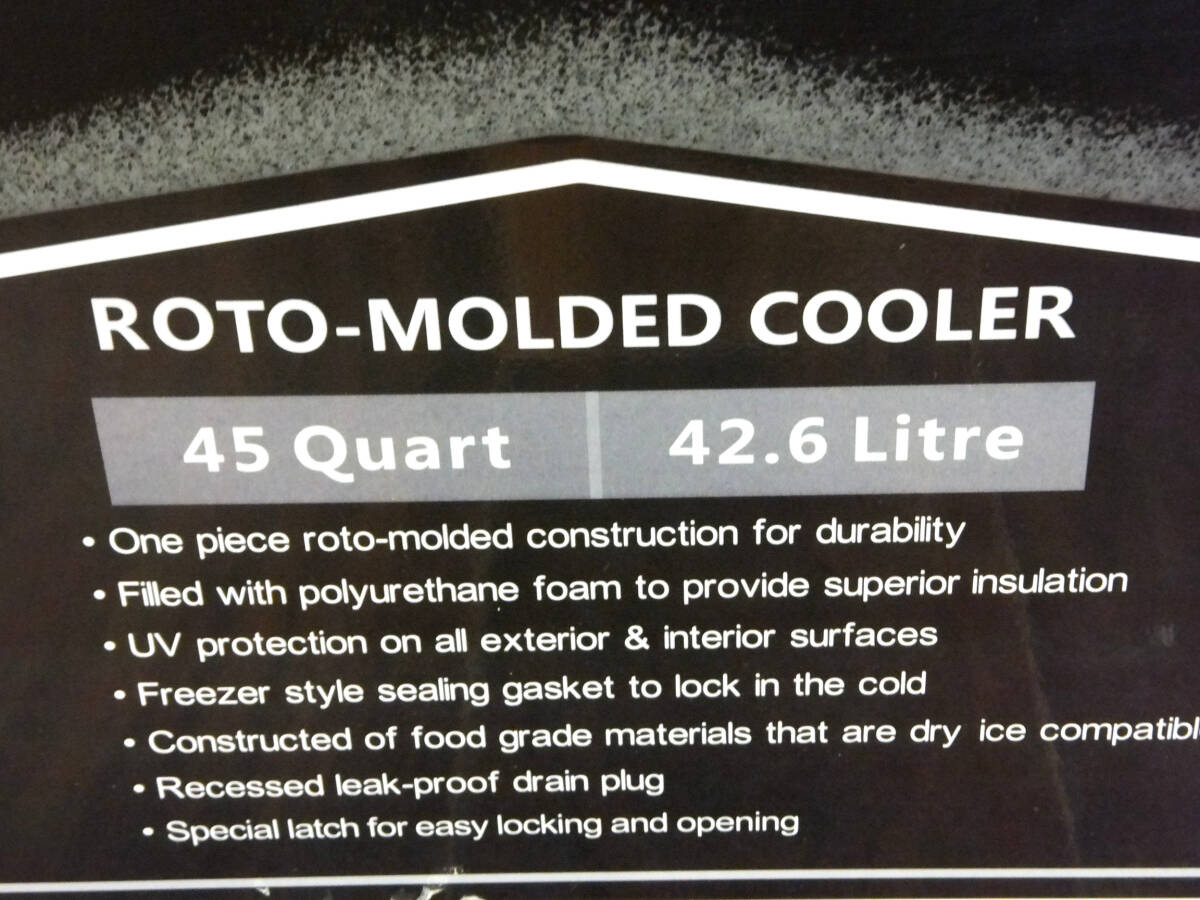 ROTO-MOLDED COOLER
45 Quart 42.6 Litre
• One piece roto-molded construction for durability
• Filled with polyurethane foam to provide superior insulation
• UV protection on all exterior & interior surfaces
• Freezer style sealing gasket to lock in the cold
• Constructed of food grade materials that are dry ice compatibl
• Recessed leak-proof drain plug
• Special latch for easy locking and opening